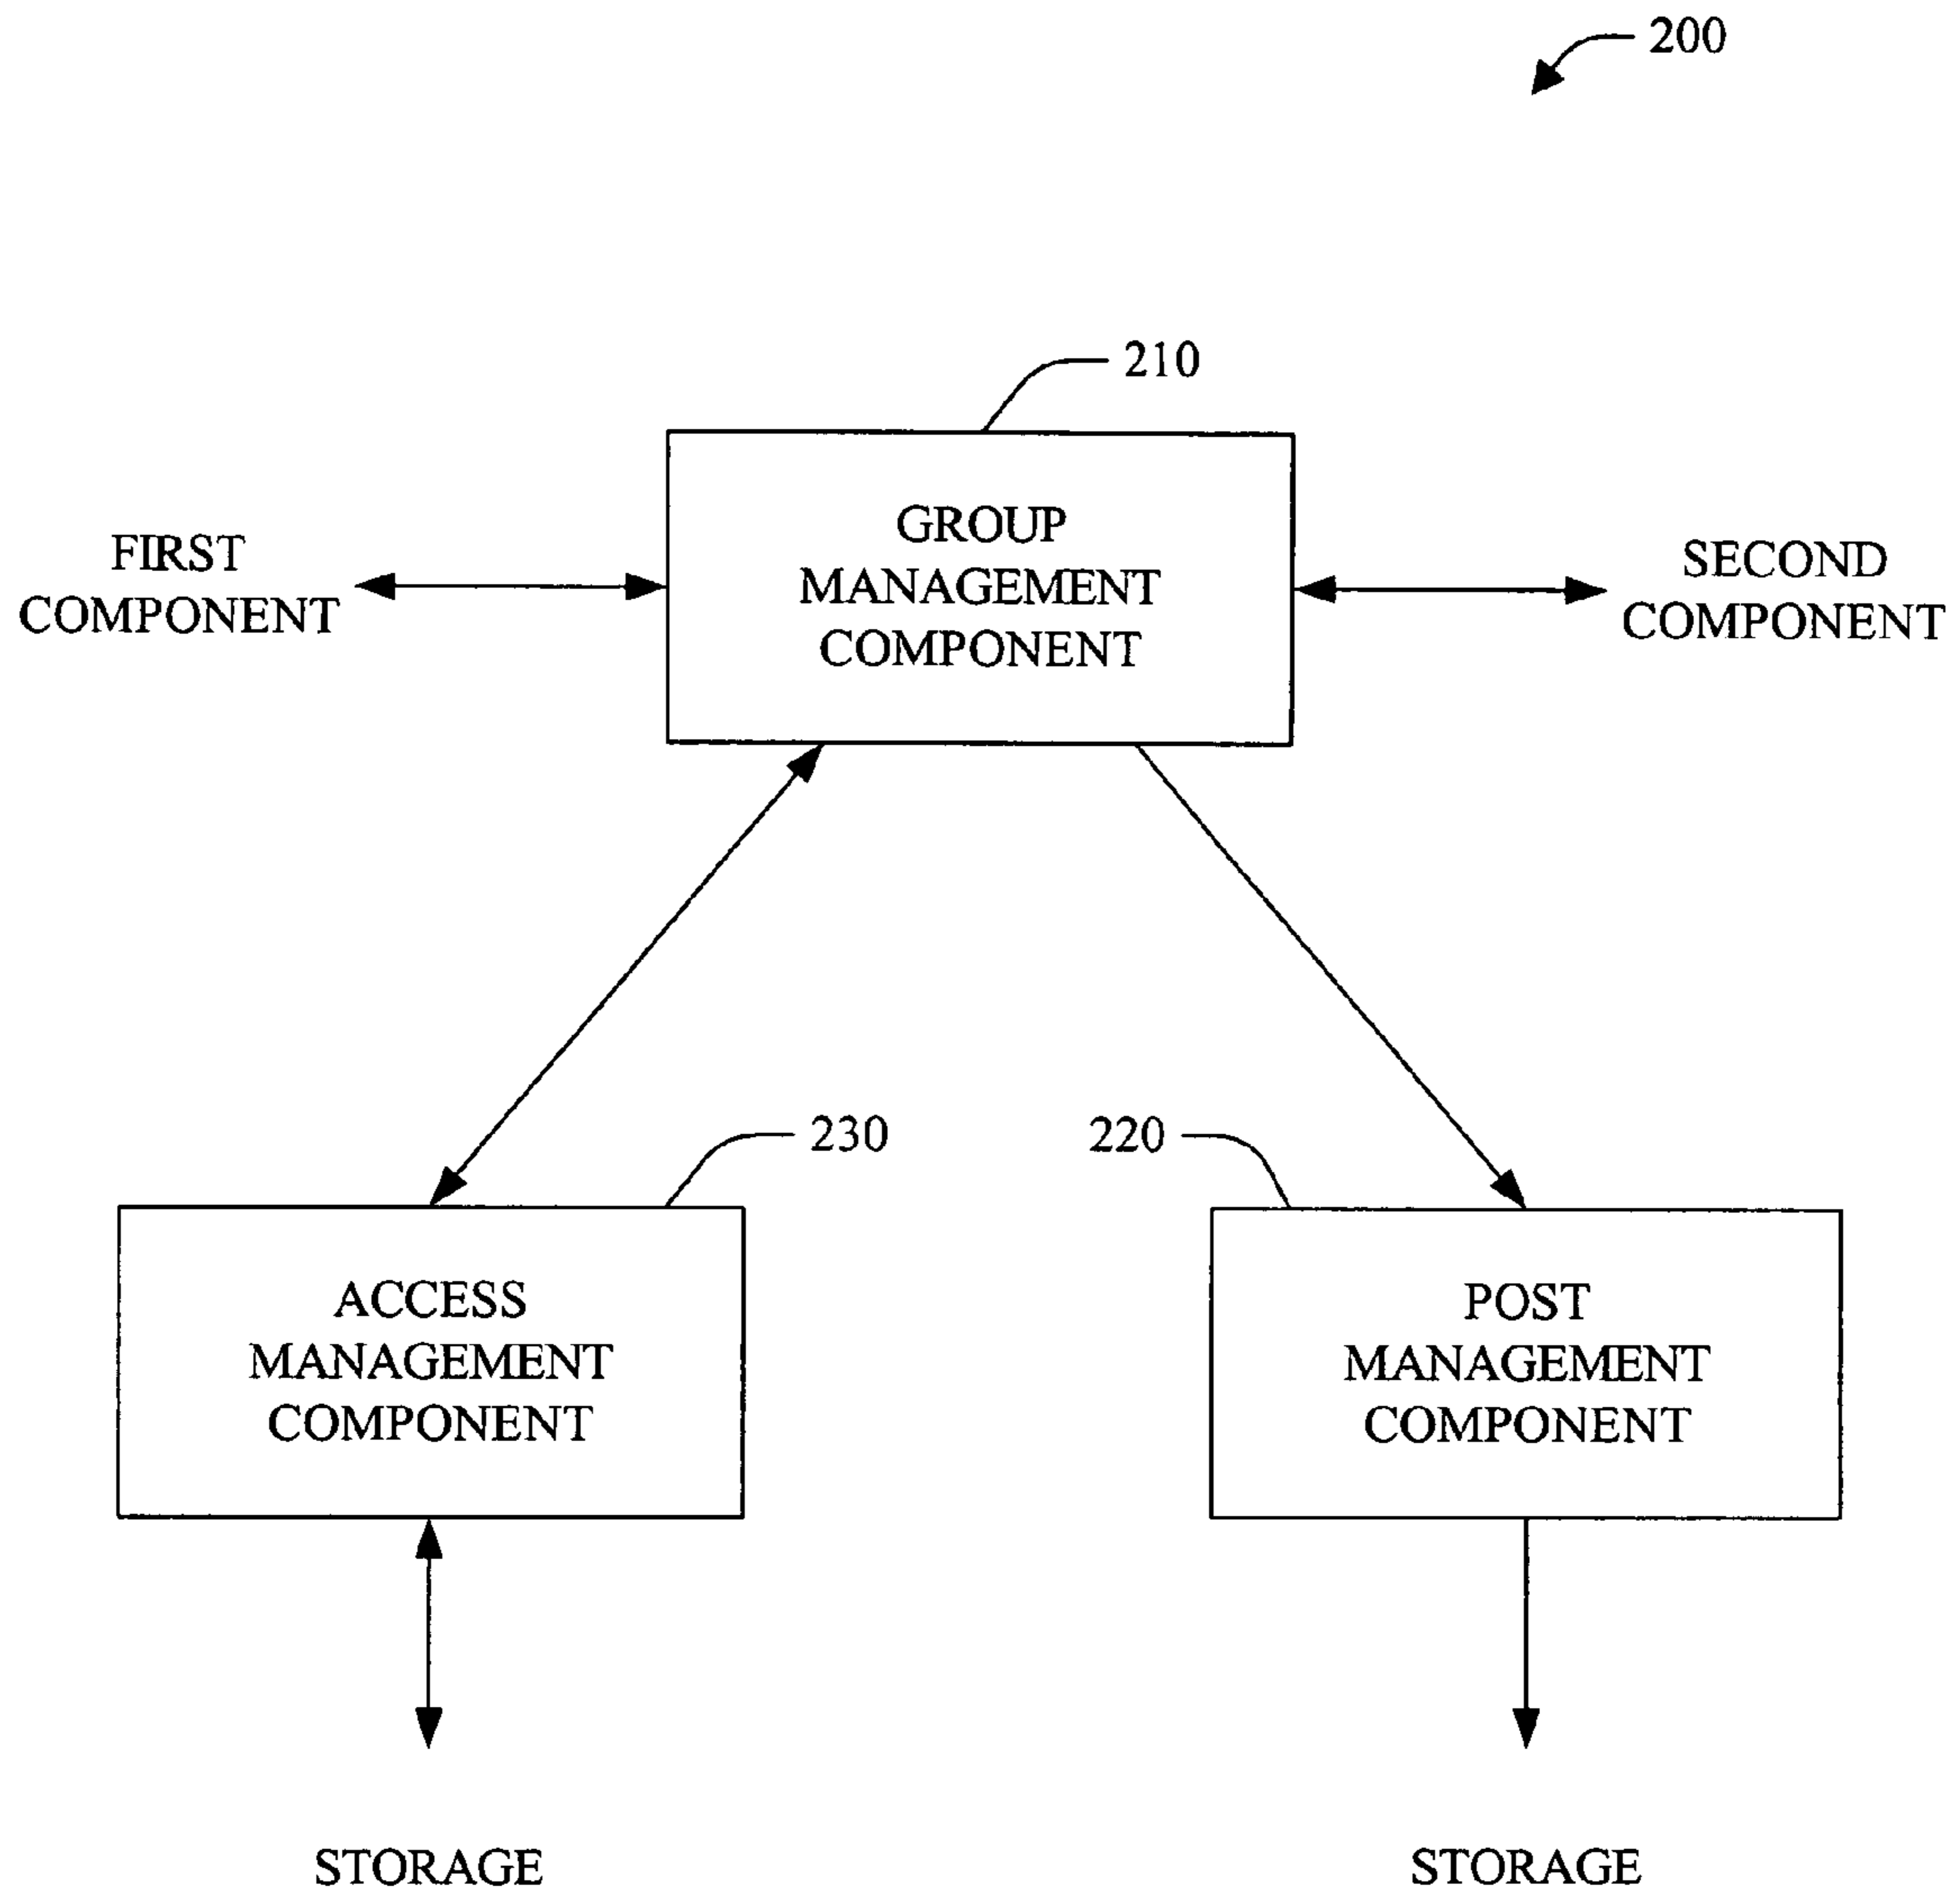 200
210
GROUP
MANAGEMENT
COMPONENT
FIRST
COMPONENT
SECOND
COMPONENT
230
220
ACCESS
MANAGEMENT
COMPONENT
POST
MANAGEMENT
COMPONENT
STORAGE
STORAGE